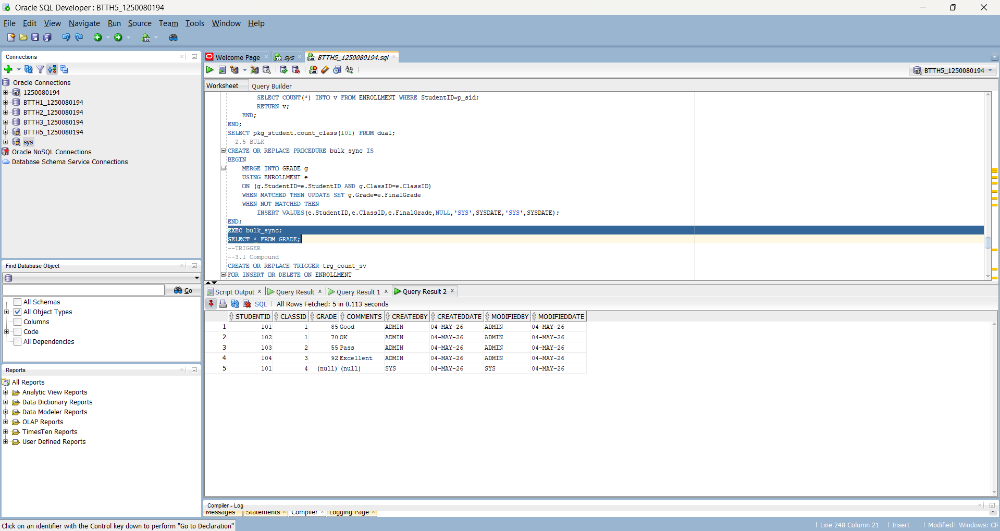 Oracle SQL Developer : BTTH5_1250080194
File Edit View Navigate Run Source Team Tools Window Help
Connections
Oracle Connections
1250080194
BTTH1_1250080194
BTTH2_1250080194
BTTH3_1250080194
BTTH5_1250080194
sys
Oracle NoSQL Connections
Database Schema Service Connections
Find Database Object
Go
All Schemas
All Object Types
Columns
Code
All Dependencies
Reports
All Reports
Analytic View Reports
Data Dictionary Reports
Data Modeler Reports
OLAP Reports
TimesTen Reports
User Defined Reports
Welcome Page sys BTTH5_1250080194.sql
BTTH5_1250080194
Worksheet Query Builder
SELECT COUNT(*) INTO v FROM ENROLLMENT WHERE StudentID=p_sid;
RETURN v;
END;
END;
SELECT pkg_student.count_class(101) FROM dual;
--2.5 BULK
CREATE OR REPLACE PROCEDURE bulk_sync IS
BEGIN
MERGE INTO GRADE g
USING ENROLLMENT e
ON (g.StudentID=e.StudentID AND g.ClassID=e.ClassID)
WHEN MATCHED THEN UPDATE SET g.Grade=e.FinalGrade
WHEN NOT MATCHED THEN
INSERT VALUES(e.StudentID,e.ClassID,e.FinalGrade,NULL,'SYS',SYSDATE,'SYS',SYSDATE);
END;
EXEC bulk_sync;
SELECT * FROM GRADE;
--TRIGGER
--3.1 Compound
CREATE OR REPLACE TRIGGER trg_count_sv
FOR INSERT OR DELETE ON ENROLLMENT
Script Output Query Result Query Result 1 Query Result 2
SQL All Rows Fetched: 5 in 0.113 seconds
STUDENTID CLASSID GRADE COMMENTS CREATEDBY CREATEDDATE MODIFIEDBY MODIFIEDDATE
1 101 1 85 Good ADMIN 04-MAY-26 ADMIN 04-MAY-26
2 102 1 70 OK ADMIN 04-MAY-26 ADMIN 04-MAY-26
3 103 2 55 Pass ADMIN 04-MAY-26 ADMIN 04-MAY-26
4 104 3 92 Excellent ADMIN 04-MAY-26 ADMIN 04-MAY-26
5 101 4 (null) (null) SYS 04-MAY-26 SYS 04-MAY-26
Compiler - Log
Messages Statements Compiler Logging Page
Click on an identifier with the Control key down to perform "Go to Declaration"
Line 248 Column 21 Insert Modified Windows: CR